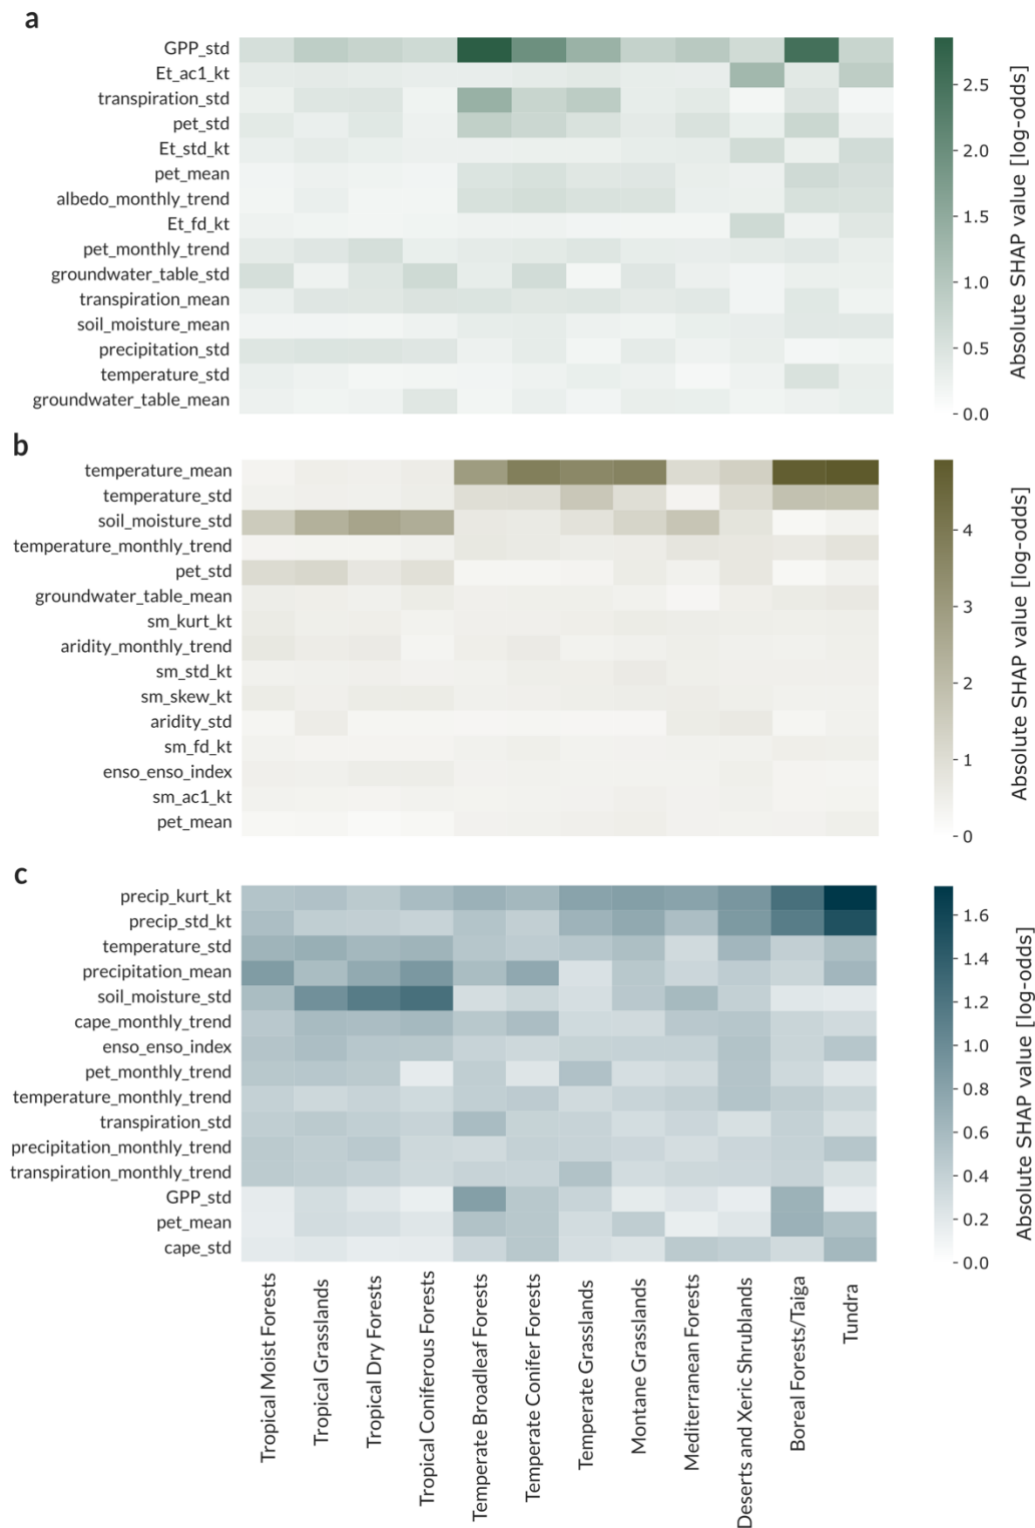 a
GPP_std
Et_ac1_kt
transpiration_std
pet_std
Et_std_kt
pet_mean
albedo_monthly_trend
Et_fd_kt
pet_monthly_trend
groundwater_table_std
transpiration_mean
soil_moisture_mean
precipitation_std
temperature_std
groundwater_table_mean
2.5
2.0
1.5
1.0
0.5
0.0
Absolute SHAP value [log-odds]
b
temperature_mean
temperature_std
soil_moisture_std
temperature_monthly_trend
pet_std
groundwater_table_mean
sm_kurt_kt
aridity_monthly_trend
sm_std_kt
sm_skew_kt
aridity_std
sm_fd_kt
enso_enso_index
sm_ac1_kt
pet_mean
4
3
2
1
0
Absolute SHAP value [log-odds]
c
precip_kurt_kt
precip_std_kt
temperature_std
precipitation_mean
soil_moisture_std
cape_monthly_trend
enso_enso_index
pet_monthly_trend
temperature_monthly_trend
transpiration_std
precipitation_monthly_trend
transpiration_monthly_trend
GPP_std
pet_mean
cape_std
1.6
1.4
1.2
1.0
0.8
0.6
0.4
0.2
0.0
Absolute SHAP value [log-odds]
Tropical Moist Forests
Tropical Grasslands
Tropical Dry Forests
Tropical Coniferous Forests
Temperate Broadleaf Forests
Temperate Conifer Forests
Temperate Grasslands
Montane Grasslands
Mediterranean Forests
Deserts and Xeric Shrublands
Boreal Forests/Taiga
Tundra